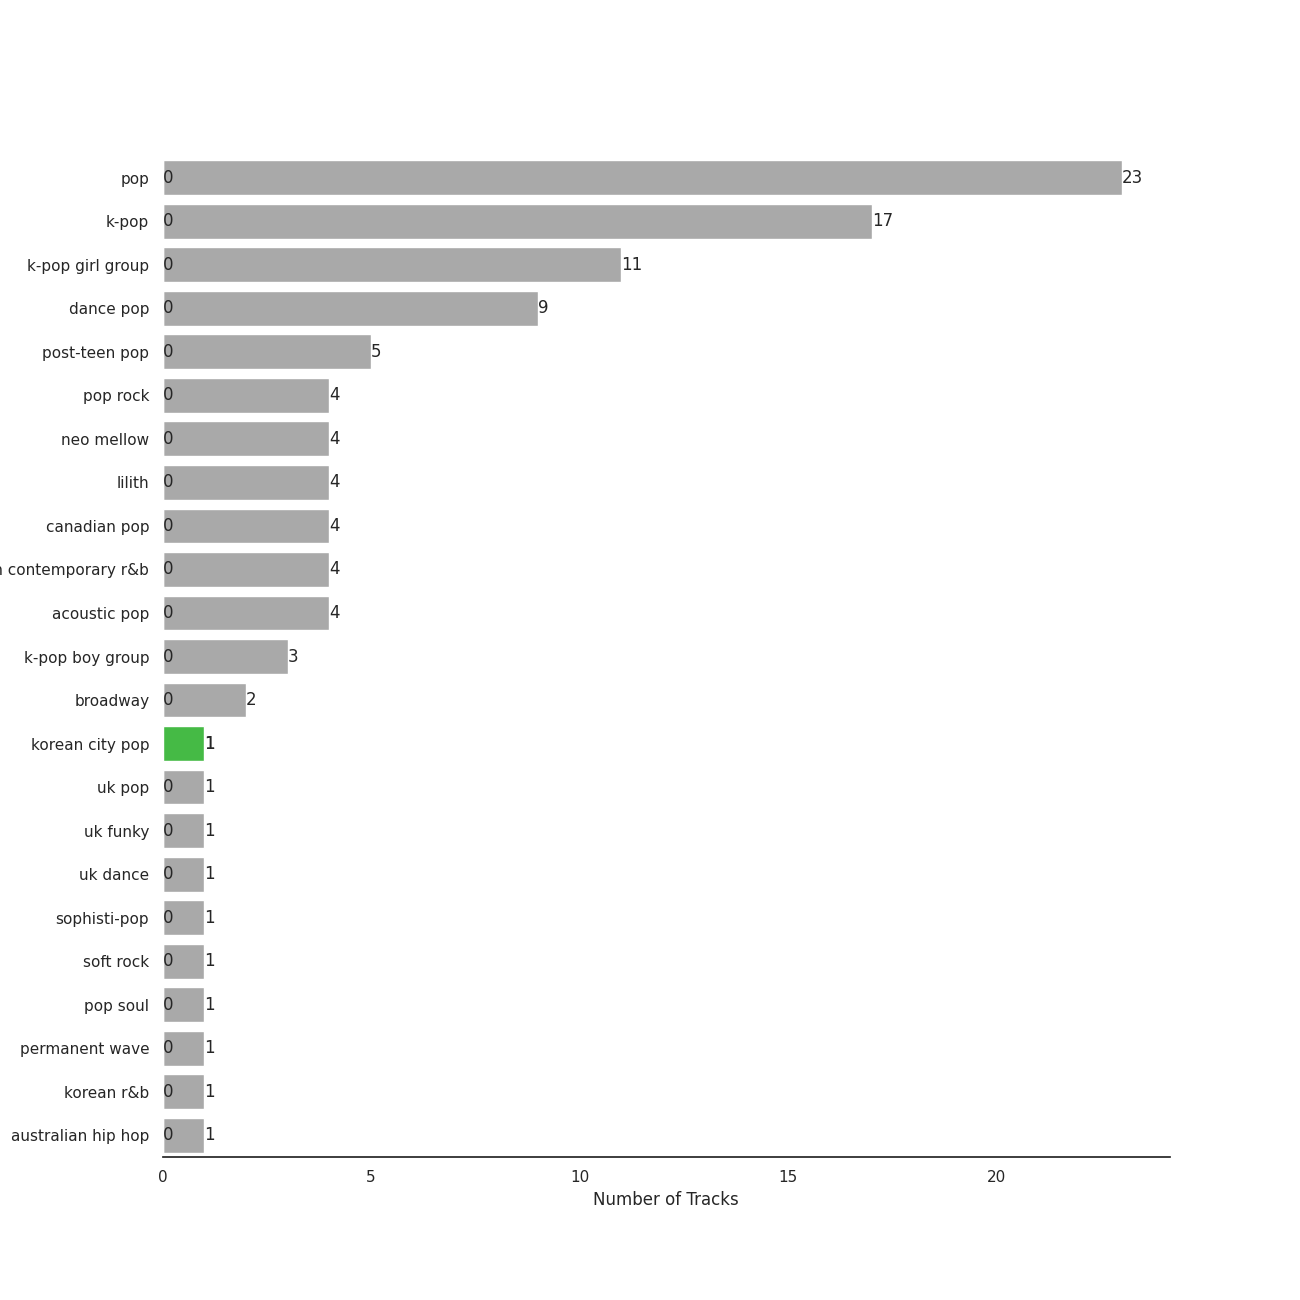 pop 0 23
k-pop 0 17
k-pop girl group 0 11
dance pop 0 9
post-teen pop 0 5
pop rock 0 4
neo mellow 0 4
lilith 0 4
canadian pop 0 4
contemporary r&b 0 4
acoustic pop 0 4
k-pop boy group 0 3
broadway 0 2
korean city pop 1
uk pop 0 1
uk funky 0 1
uk dance 0 1
sophisti-pop 0 1
soft rock 0 1
pop soul 0 1
permanent wave 0 1
korean r&b 0 1
australian hip hop 0 1
0 5 10 15 20
Number of Tracks